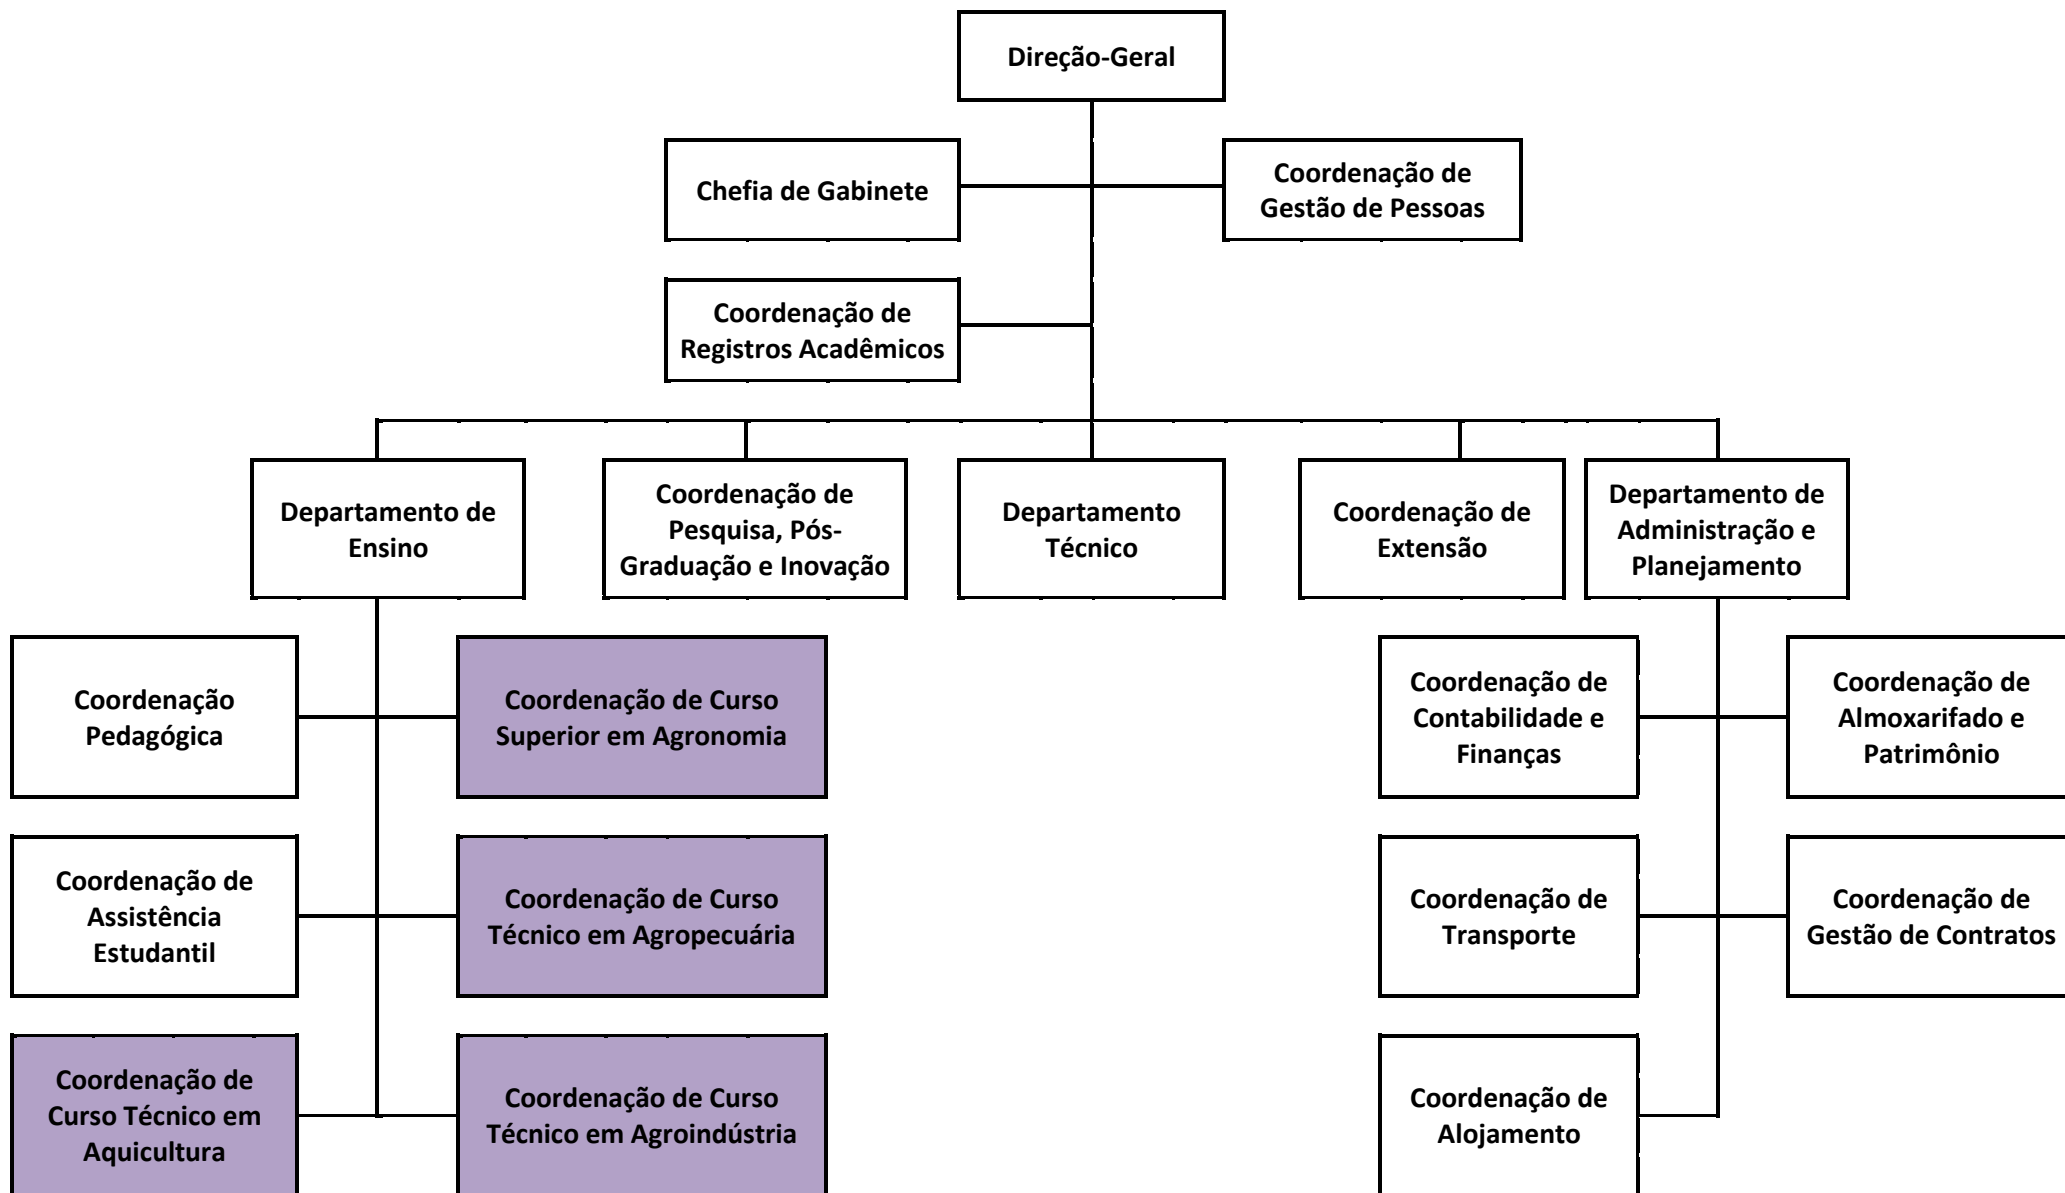 Direção-Geral
Chefia de Gabinete
Coordenação de
Gestão de Pessoas
Coordenação de
Registros Acadêmicos
Departamento de
Ensino
Coordenação de
Pesquisa, Pós-
Graduação e Inovação
Departamento
Técnico
Coordenação de
Extensão
Departamento de
Administração e
Planejamento
Coordenação
Pedagógica
Coordenação de Curso
Superior em Agronomia
Coordenação de
Contabilidade e
Finanças
Coordenação de
Almoxarifado e
Patrimônio
Coordenação de
Assistência
Estudantil
Coordenação de Curso
Técnico em Agropecuária
Coordenação de
Transporte
Coordenação de
Gestão de Contratos
Coordenação de
Curso Técnico em
Aquicultura
Coordenação de Curso
Técnico em Agroindústria
Coordenação de
Alojamento